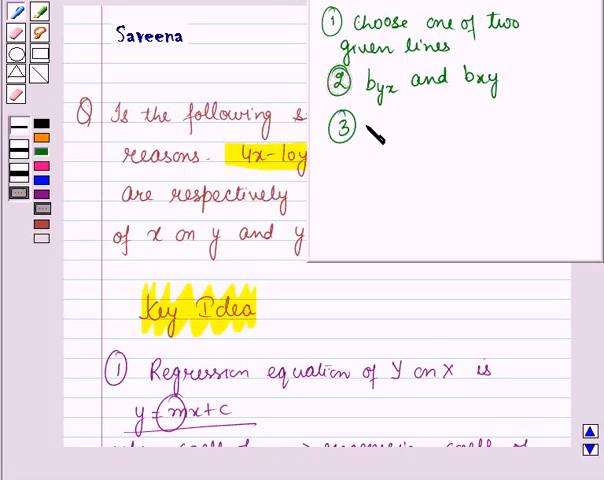 Saveena
① Choose one of two
given lines
② byx and bxy
③
Q Is the following
reasons. 4x-10y
are respectively
of x on y and y
Key Idea
① Regression equation of Y on X is
y = mx + c